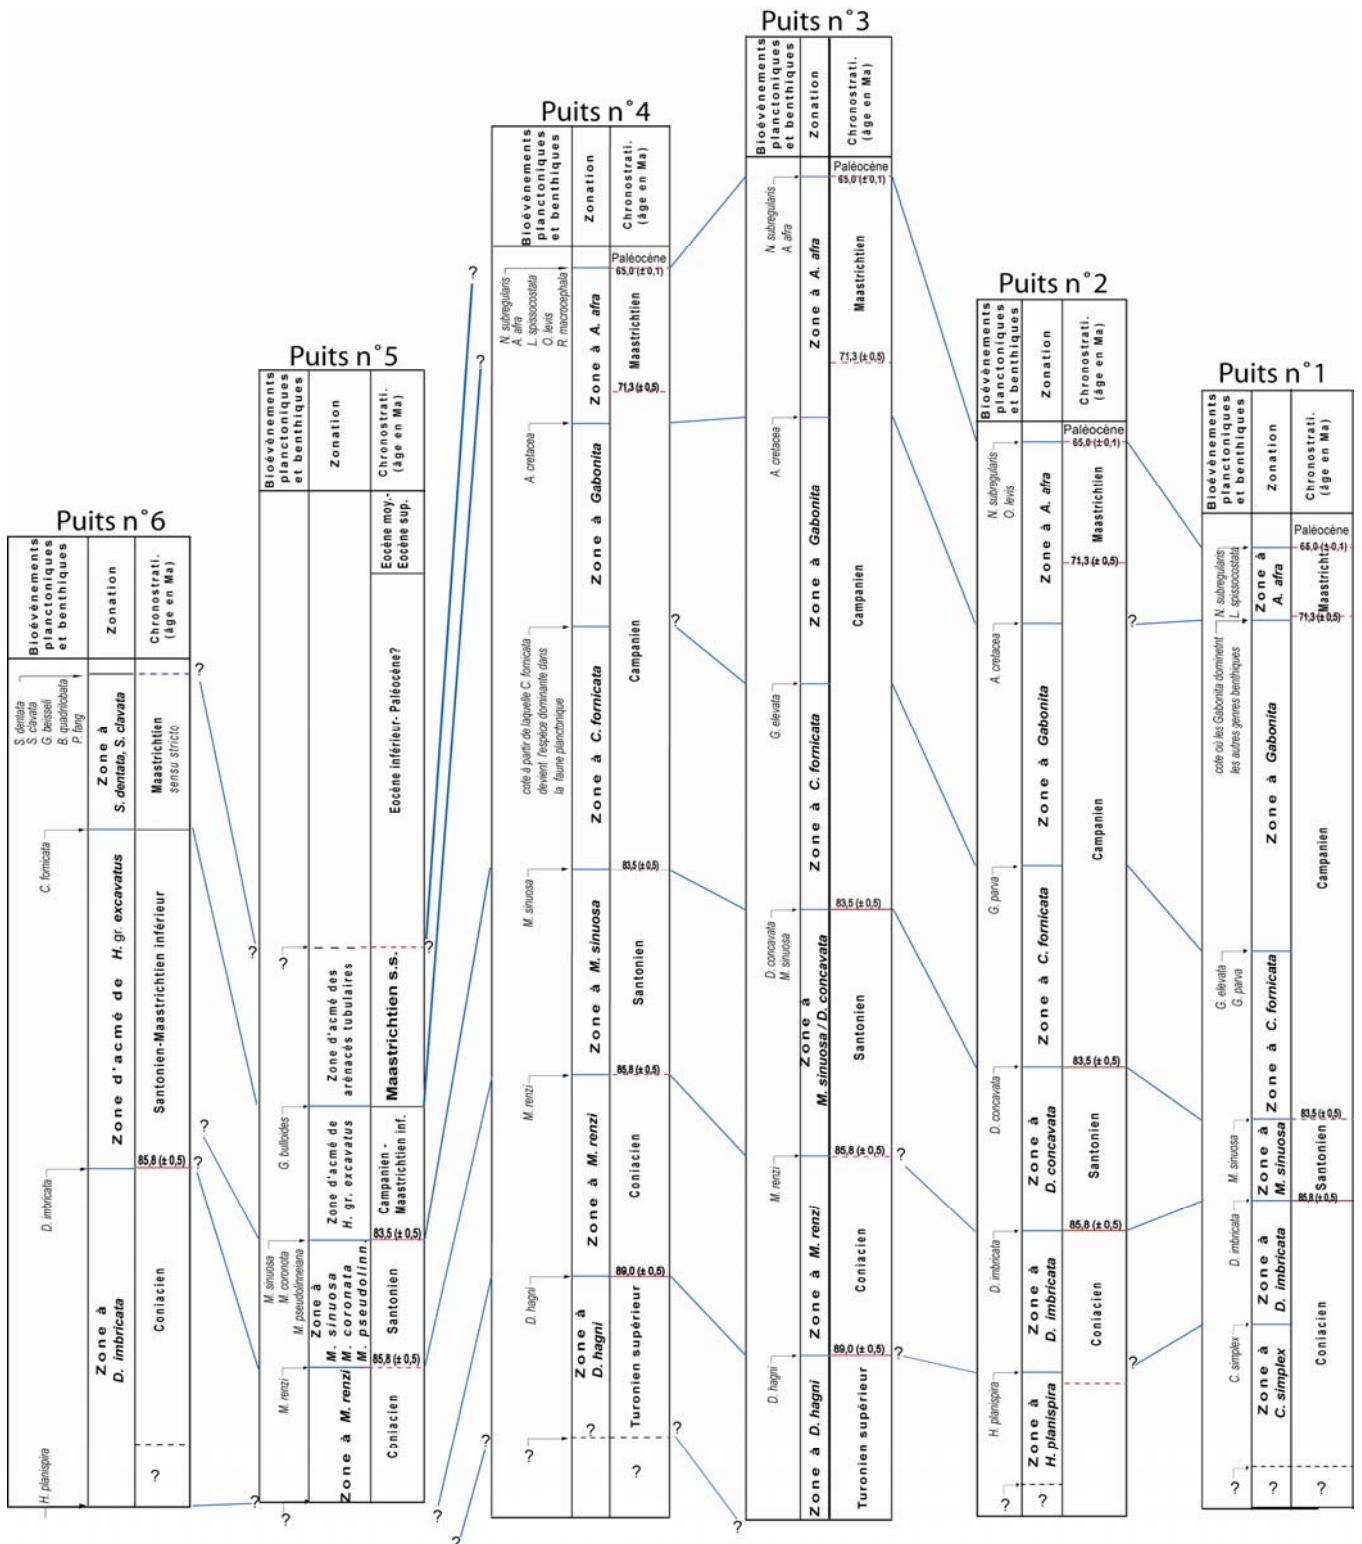 Puits n°6
Bioévènements
planctoniques
et benthiques
Zonation
Chronostrati.
(âge en Ma)
S. dentata
S. clavata
G. beisseli
B. quadrilobata
P. fang
C. fornicata
D. imbricata
H. planispira
Zone à
S. dentata, S. clavata
Zone d'acmé de H. gr. excavatus
Zone à
D. imbricata
Maastrichtien
sensu stricto
Santonien-Maastrichtien inférieur
85,8 (± 0,5)
Coniacien
?
?
?
?
?
?
?
Puits n°5
Bioévènements
planctoniques
et benthiques
Zonation
Chronostrati.
(âge en Ma)
?
G. bulloides
M. sinuosa
M. coronota
M. pseudolinneiana
M. renzi
?
Zone d'acmé des
arénacés tubulaires
Zone d'acmé de
H. gr. excavatus
Zone à
M. sinuosa
M. coronata
M. pseudolinn.
Zone à M. renzi
Eocène moy.-
Eocène sup.
Eocène inférieur- Paléocène?
Maastrichtien s.s.
Campanien -
Maastrichtien inf.
83,5 (± 0,5)
Santonien
85,8 (± 0,5)
Coniacien
?
?
?
?
?
?
Puits n°4
Bioévènements
planctoniques
et benthiques
Zonation
Chronostrati.
(âge en Ma)
N. subregularis
A. afra
L. spissocostata
O. levis
R. macrocephala
A. cretacea
cote à partir de laquelle C. fornicata
devient l'espèce dominante dans
la faune planctonique
M. sinuosa
M. renzi
D. hagni
?
Zone à A. afra
Zone à Gabonita
Zone à C. fornicata
Zone à M. sinuosa
Zone à M. renzi
Zone à
D. hagni
?
Paléocène
65,0 (± 0,1)
Maastrichtien
71,3 (± 0,5)
Campanien
83,5 (± 0,5)
Santonien
85,8 (± 0,5)
Coniacien
89,0 (± 0,5)
Turonien supérieur
?
?
?
?
Puits n°3
Bioévènements
planctoniques
et benthiques
Zonation
Chronostrati.
(âge en Ma)
N. subregularis
A. afra
A. cretacea
G. elevata
D. concavata
M. sinuosa
M. renzi
D. hagni
Zone à A. afra
Zone à Gabonita
Zone à C. fornicata
Zone à
M. sinuosa / D. concavata
Zone à M. renzi
Zone à D. hagni
Paléocène
65,0 (± 0,1)
Maastrichtien
71,3 (± 0,5)
Campanien
83,5 (± 0,5)
Santonien
85,8 (± 0,5)
Coniacien
89,0 (± 0,5)
Turonien supérieur
?
?
?
Puits n°2
Bioévènements
planctoniques
et benthiques
Zonation
Chronostrati.
(âge en Ma)
N. subregularis
O. levis
A. cretacea
G. parva
D. concavata
D. imbricata
H. planispira
?
Zone à A. afra
Zone à Gabonita
Zone à C. fornicata
Zone à
D. concavata
Zone à
D. imbricata
Zone à
H. planispira
?
Paléocène
65,0 (± 0,1)
Maastrichtien
71,3 (± 0,5)
Campanien
83,5 (± 0,5)
Santonien
85,8 (± 0,5)
Coniacien
?
?
Puits n°1
Bioévènements
planctoniques
et benthiques
Zonation
Chronostrati.
(âge en Ma)
N. subregularis
L. spissocostata
cote où les Gabonita dominetnt
les autres genres benthiques
G. elevata
G. parva
M. sinuosa
D. imbricata
C. simplex
?
Zone à
A. afra
Zone à Gabonita
Zone à C. fornicata
Zone à
M. sinuosa
Zone à
D. imbricata
Zone à
C. simplex
?
Paléocène
65,0 (± 0,1)
Maastricht
71,3 (± 0,5)
Campanien
83,5 (± 0,5)
Santonien
85,8 (± 0,5)
Coniacien
?